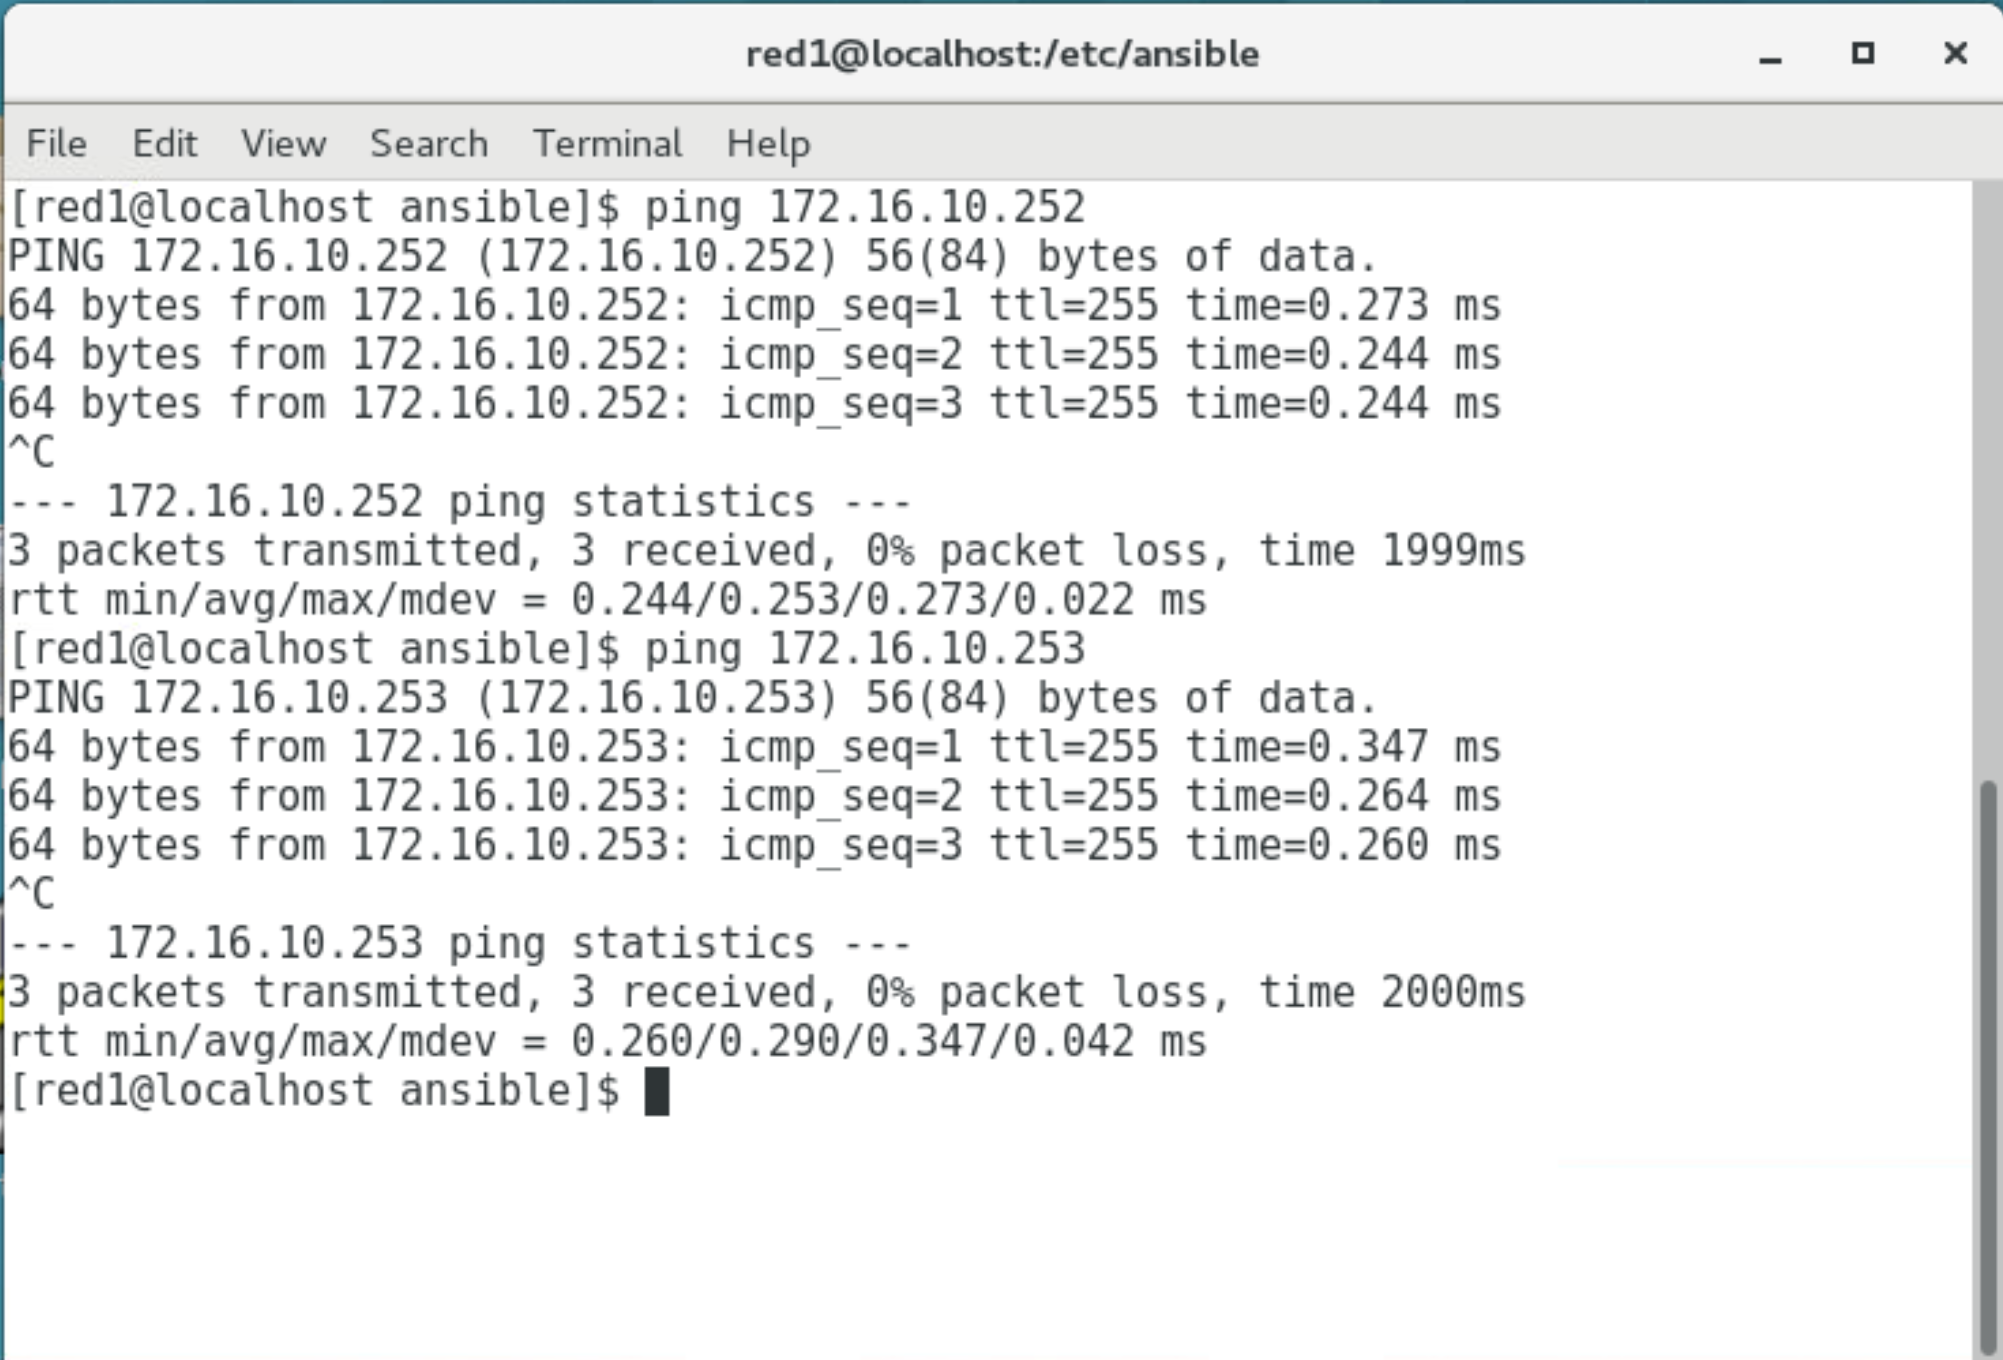 red1@localhost:/etc/ansible
File Edit View Search Terminal Help
[red1@localhost ansible]$ ping 172.16.10.252
PING 172.16.10.252 (172.16.10.252) 56(84) bytes of data.
64 bytes from 172.16.10.252: icmp_seq=1 ttl=255 time=0.273 ms
64 bytes from 172.16.10.252: icmp_seq=2 ttl=255 time=0.244 ms
64 bytes from 172.16.10.252: icmp_seq=3 ttl=255 time=0.244 ms
^C
--- 172.16.10.252 ping statistics ---
3 packets transmitted, 3 received, 0% packet loss, time 1999ms
rtt min/avg/max/mdev = 0.244/0.253/0.273/0.022 ms
[red1@localhost ansible]$ ping 172.16.10.253
PING 172.16.10.253 (172.16.10.253) 56(84) bytes of data.
64 bytes from 172.16.10.253: icmp_seq=1 ttl=255 time=0.347 ms
64 bytes from 172.16.10.253: icmp_seq=2 ttl=255 time=0.264 ms
64 bytes from 172.16.10.253: icmp_seq=3 ttl=255 time=0.260 ms
^C
--- 172.16.10.253 ping statistics ---
3 packets transmitted, 3 received, 0% packet loss, time 2000ms
rtt min/avg/max/mdev = 0.260/0.290/0.347/0.042 ms
[red1@localhost ansible]$